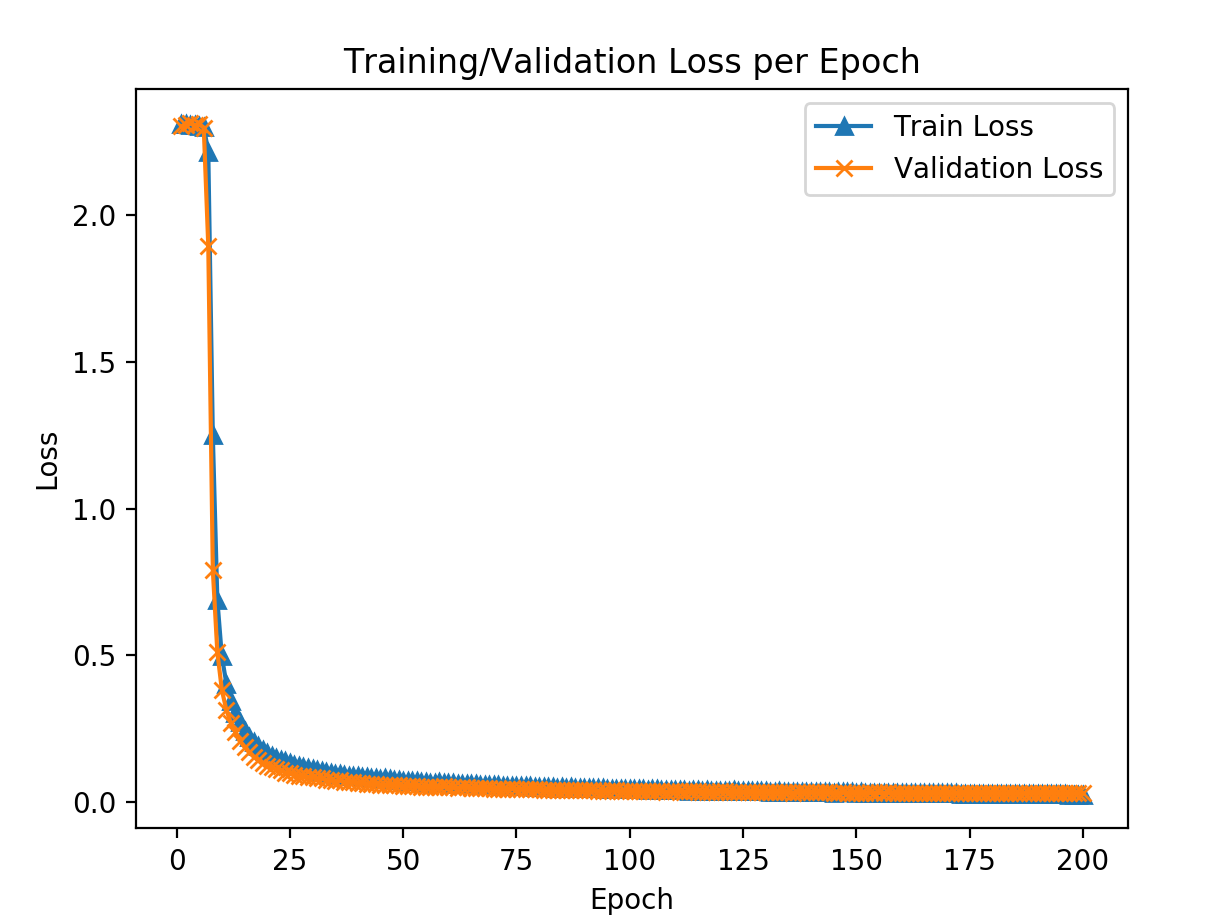 Training/Validation Loss per Epoch
Train Loss
Validation Loss
2.0
1.5
1.0
0.5
0.0
Loss
0 25 50 75 100 125 150 175 200
Epoch